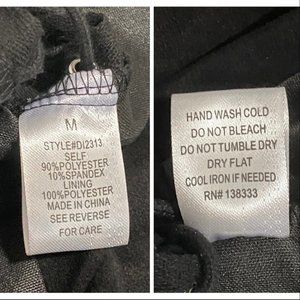 M
STYLE#DI2313
SELF
90%POLYESTER
10%SPANDEX
LINING
100%POLYESTER
MADE IN CHINA
SEE REVERSE
FOR CARE
HAND WASH COLD
DO NOT BLEACH
DO NOT TUMBLE DRY
DRY FLAT
COOL IRON IF NEEDED
RN# 138333